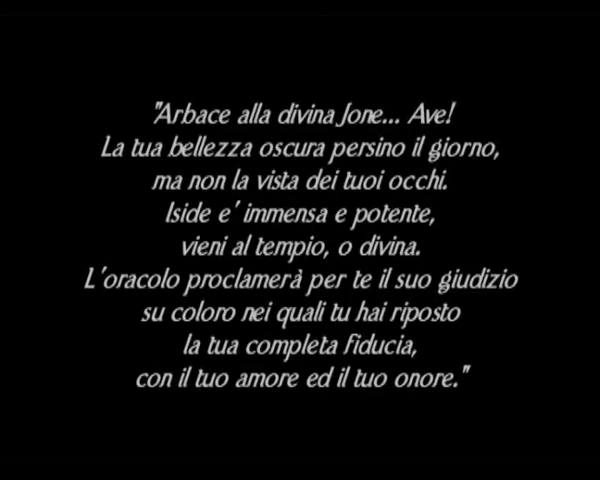 "Arbace alla divina Jone... Ave!
La tua bellezza oscura persino il giorno,
ma non la vista dei tuoi occhi.
Iside e' immensa e potente,
vieni al tempio, o divina.
L'oracolo proclamerà per te il suo giudizio
su coloro nei quali tu hai riposto
la tua completa fiducia,
con il tuo amore ed il tuo onore."